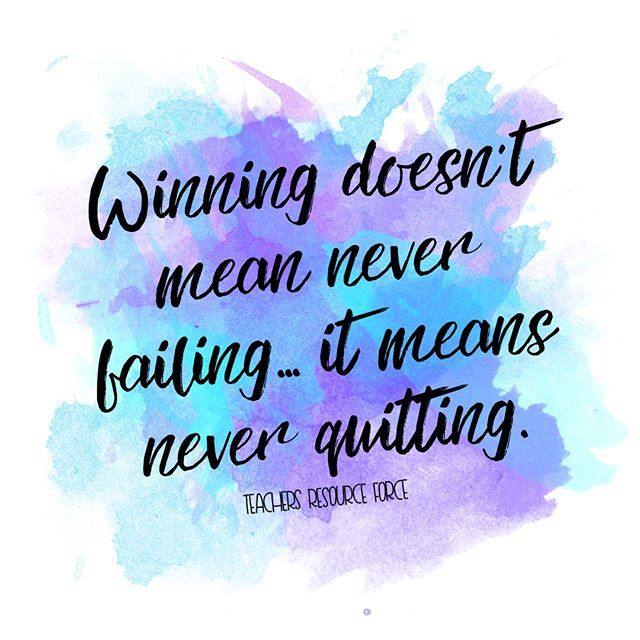 Winning doesn't
mean never
failing... it means
never quitting.
TEACHERS RESOURCE FORCE